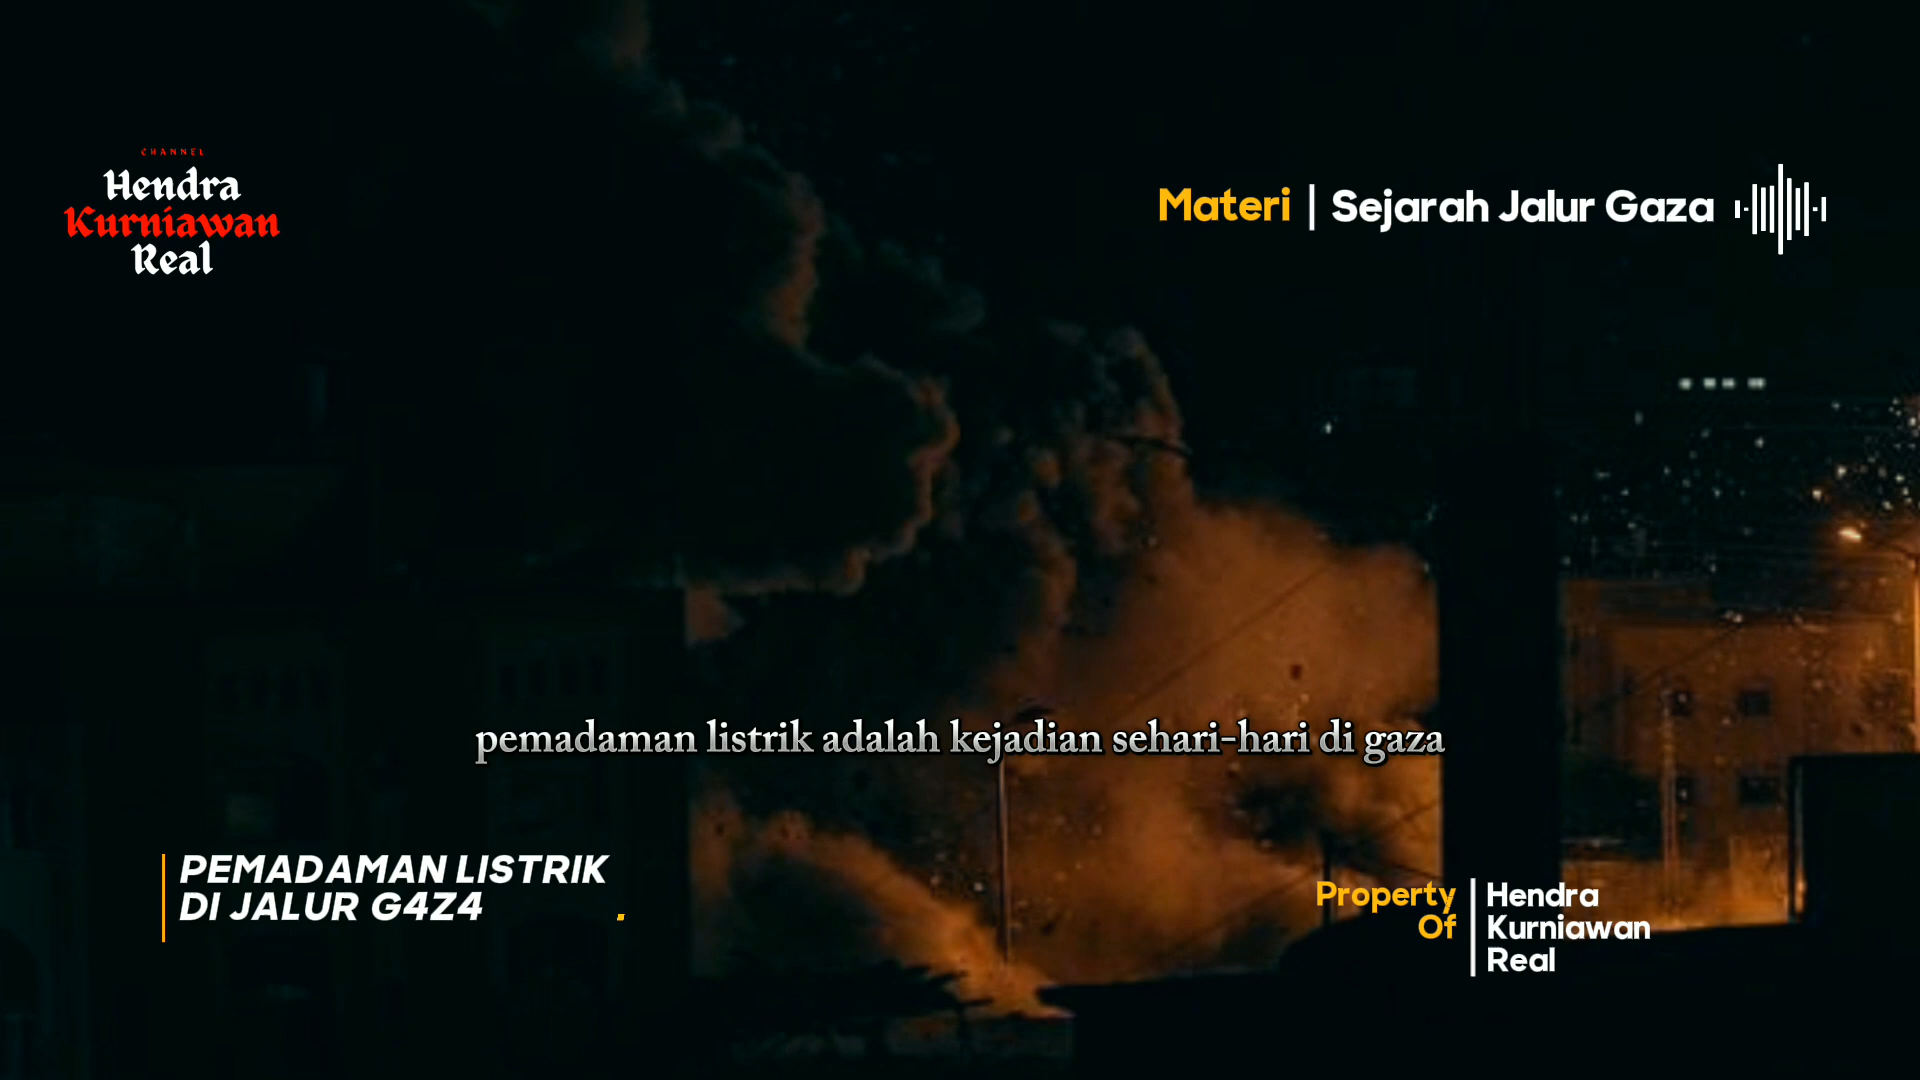 CHANNEL
Hendra
Kurniawan
Real
Materi | Sejarah Jalur Gaza
pemadaman listrik adalah kejadian sehari-hari di gaza
PEMADAMAN LISTRIK
DI JALUR G4Z4
Property
Of
Hendra
Kurniawan
Real